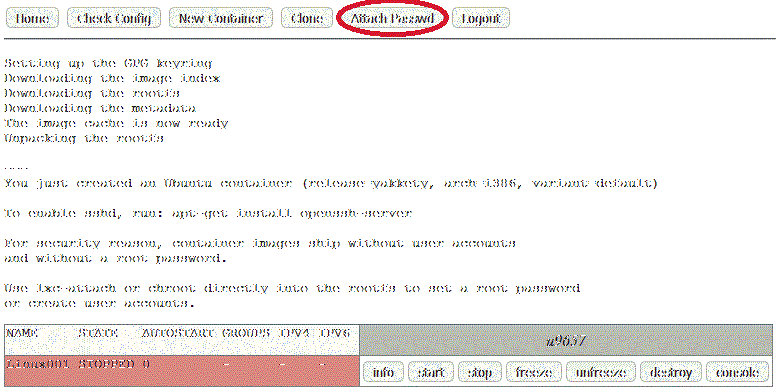 Home Check Config New Container Clone Attach Passwd Logout
Setting up the GPG keyring
Downloading the image index
Downloading the rootfs
Downloading the metadata
The image cache is now ready
Unpacking the rootfs
---
You just created an Ubuntu container (release=yakkety, arch=i386, variant=default)
To enable sshd, run: apt-get install openssh-server
For security reason, container images ship without user accounts
and without a root password.
Use lxc-attach or chroot directly into the rootfs to set a root password
or create user accounts.
NAME STATE AUTOSTART GROUPS IPV4 IPV6 u9657
Linux001 STOPPED 0 - - - info start stop freeze unfreeze destroy console